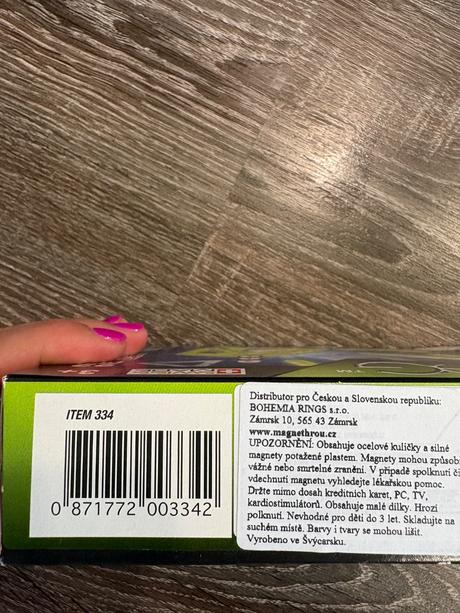 ITEM 334
0 871772 003342
Distributor pro Českou a Slovenskou republiku:
BOHEMIA RINGS s.r.o.
Zámrsk 10, 565 43 Zámrsk
www.magnethrou.cz
UPOZORNĚNÍ: Obsahuje ocelové kuličky a silné
magnety potažené plastem. Magnety mohou způsobi
vážné nebo smrtelné zranění. V případě spolknutí či
vdechnutí magnetu vyhledejte lékařskou pomoc.
Držte mimo dosah kreditních karet, PC, TV,
kardiostimulátorů. Obsahuje malé dílky. Hrozí
polknutí. Nevhodné pro děti do 3 let. Skladujte na
suchém místě. Barvy i tvary se mohou lišit.
Vyrobeno ve Švýcarsku.